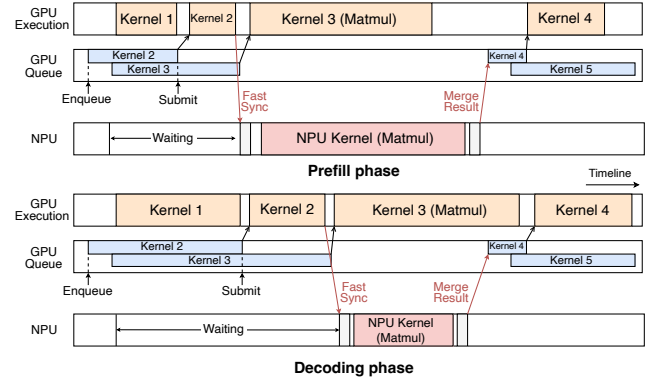 GPU
Execution
Kernel 1
Kernel 2
Kernel 3 (Matmul)
Kernel 4
GPU
Queue
Kernel 2
Kernel 3
Kernel 4
Kernel 5
Enqueue
Submit
Fast
Sync
Merge
Result
NPU
Waiting
NPU Kernel (Matmul)
Prefill phase
Timeline
GPU
Execution
Kernel 1
Kernel 2
Kernel 3 (Matmul)
Kernel 4
GPU
Queue
Kernel 2
Kernel 3
Kernel 4
Kernel 5
Enqueue
Submit
Fast
Sync
Merge
Result
NPU
Waiting
NPU Kernel
(Matmul)
Decoding phase